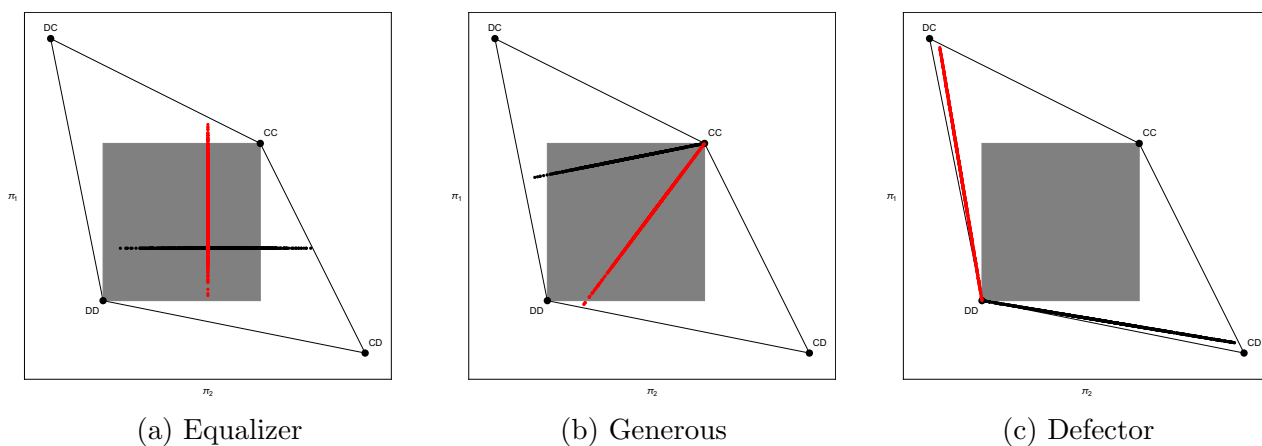 DC
CC
π1
DD
CD
π2
(a) Equalizer
DC
CC
π1
DD
CD
π2
(b) Generous
DC
CC
π1
DD
CD
π2
(c) Defector